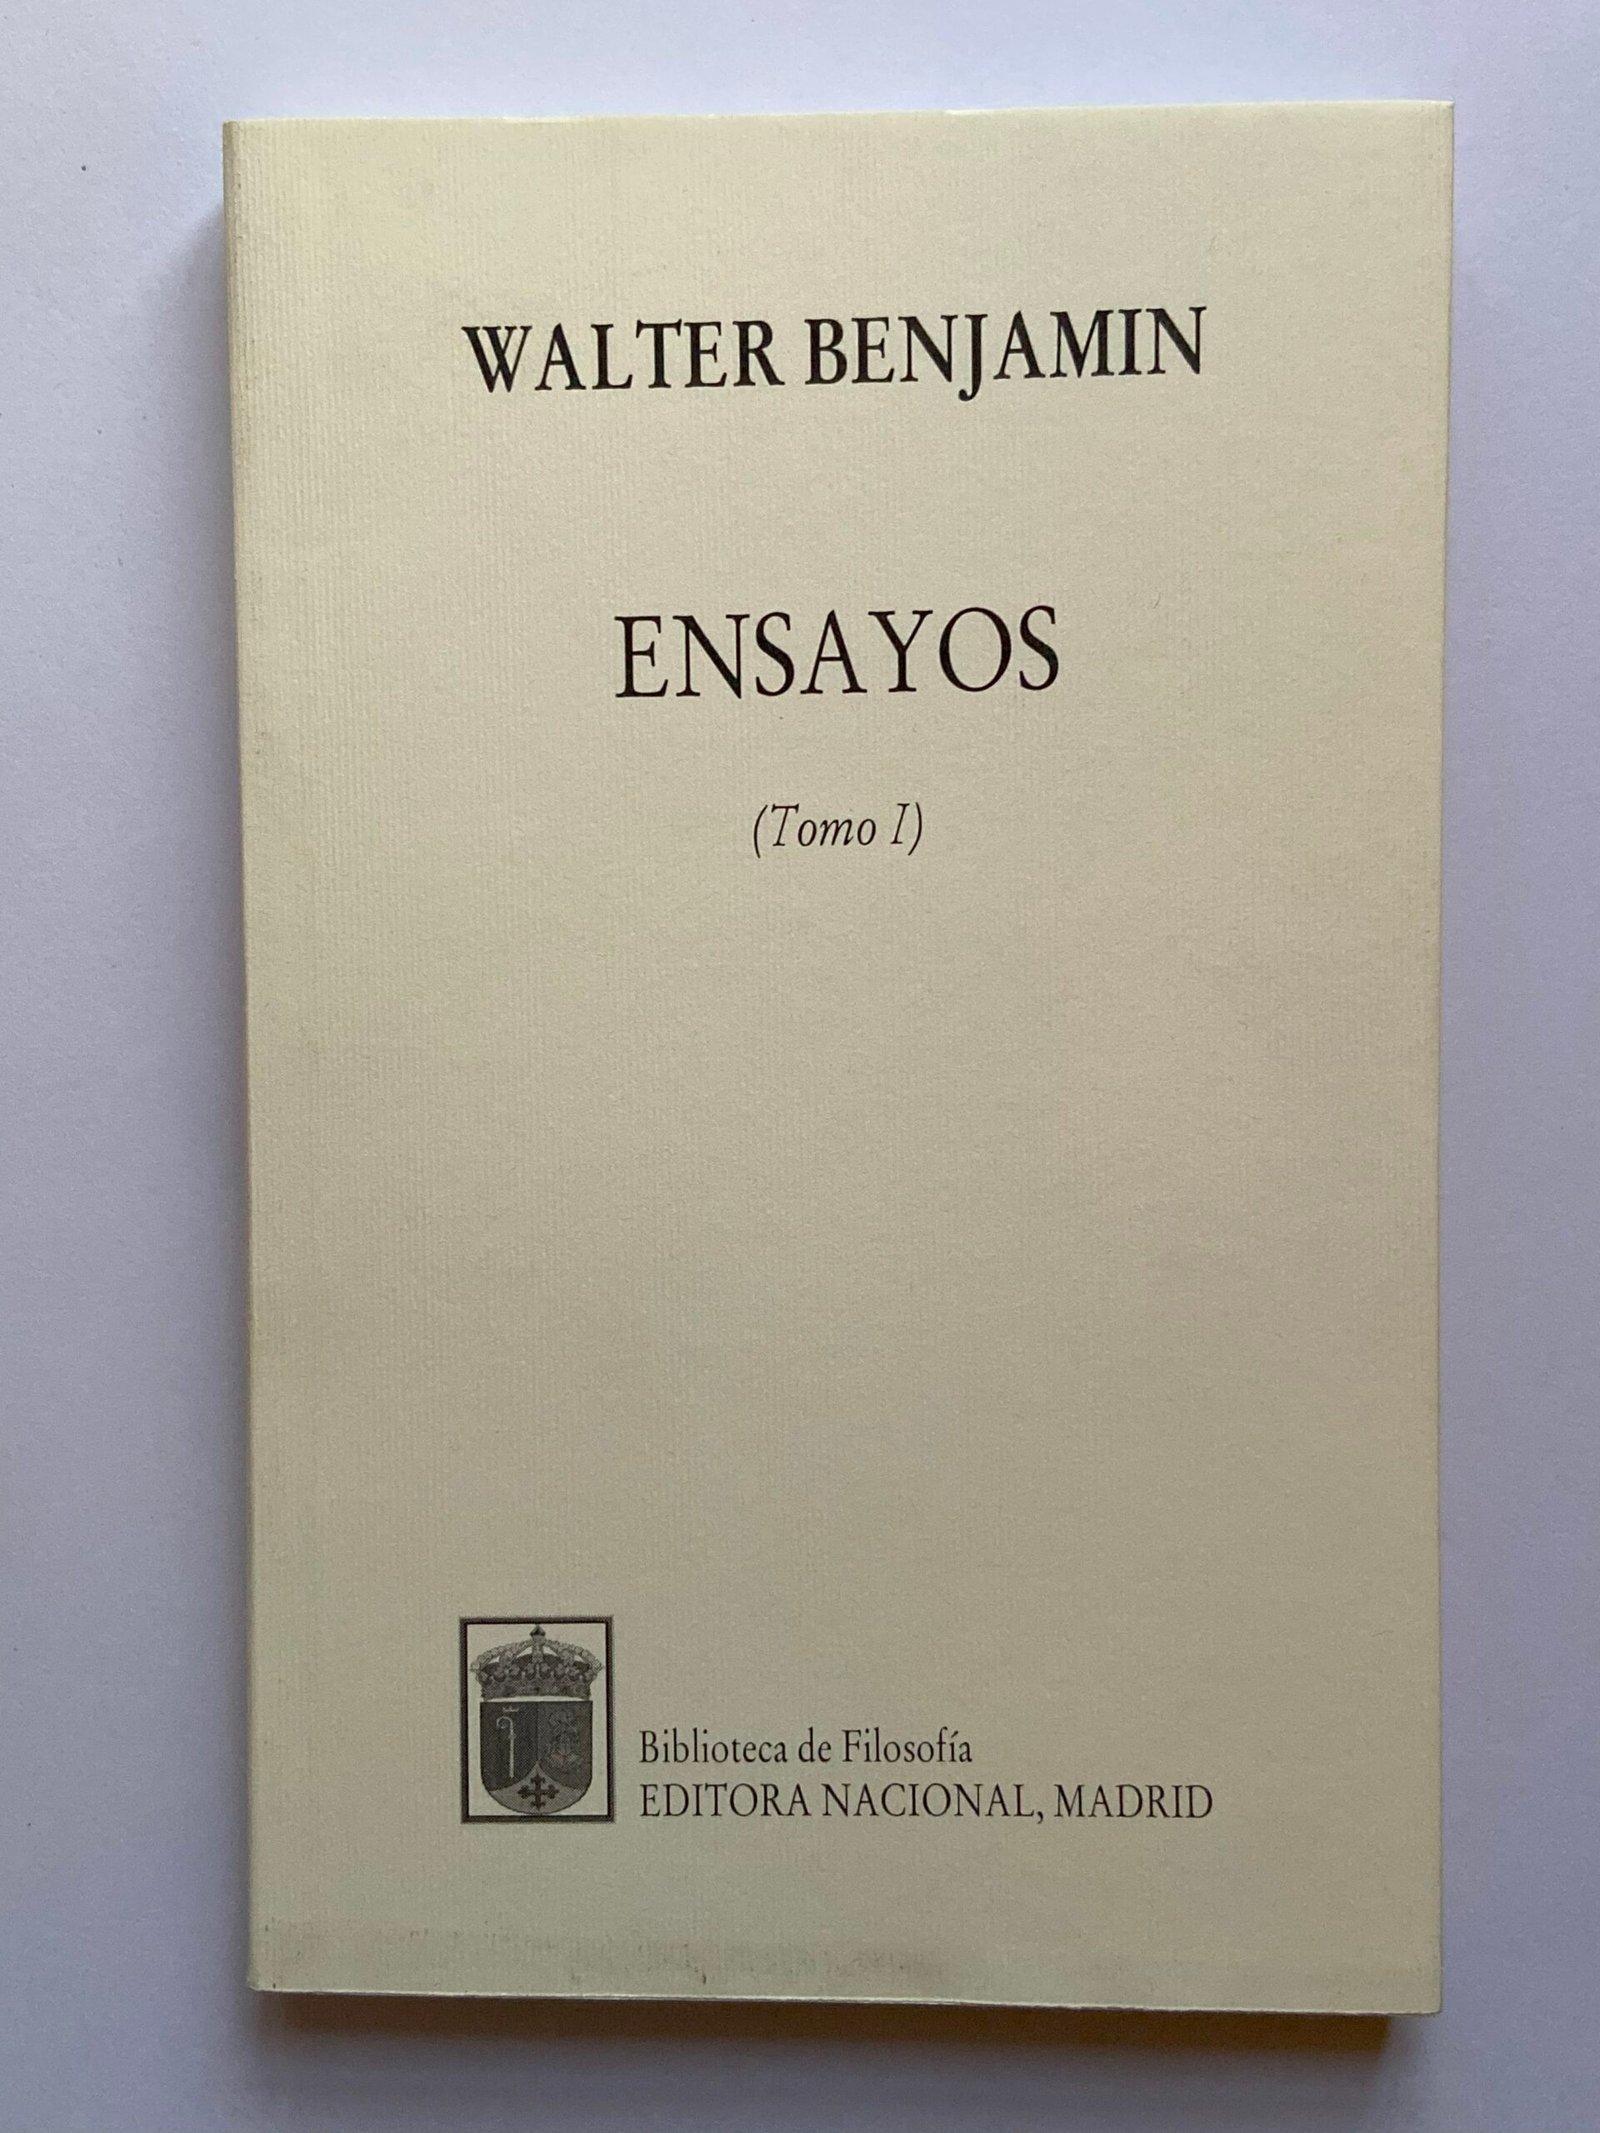 WALTER BENJAMIN
ENSAYOS
(Tomo I)
Biblioteca de Filosofía
EDITORA NACIONAL, MADRID